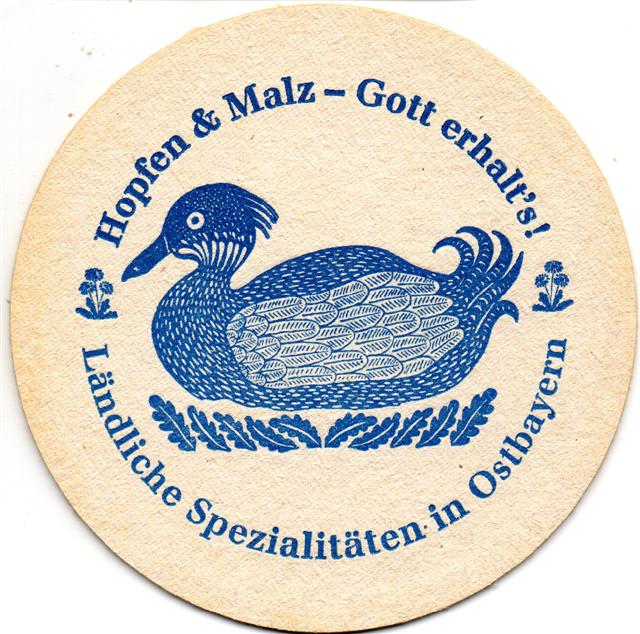 Hopfen & Malz – Gott erhalt's!
Ländliche Spezialitäten in Ostbayern